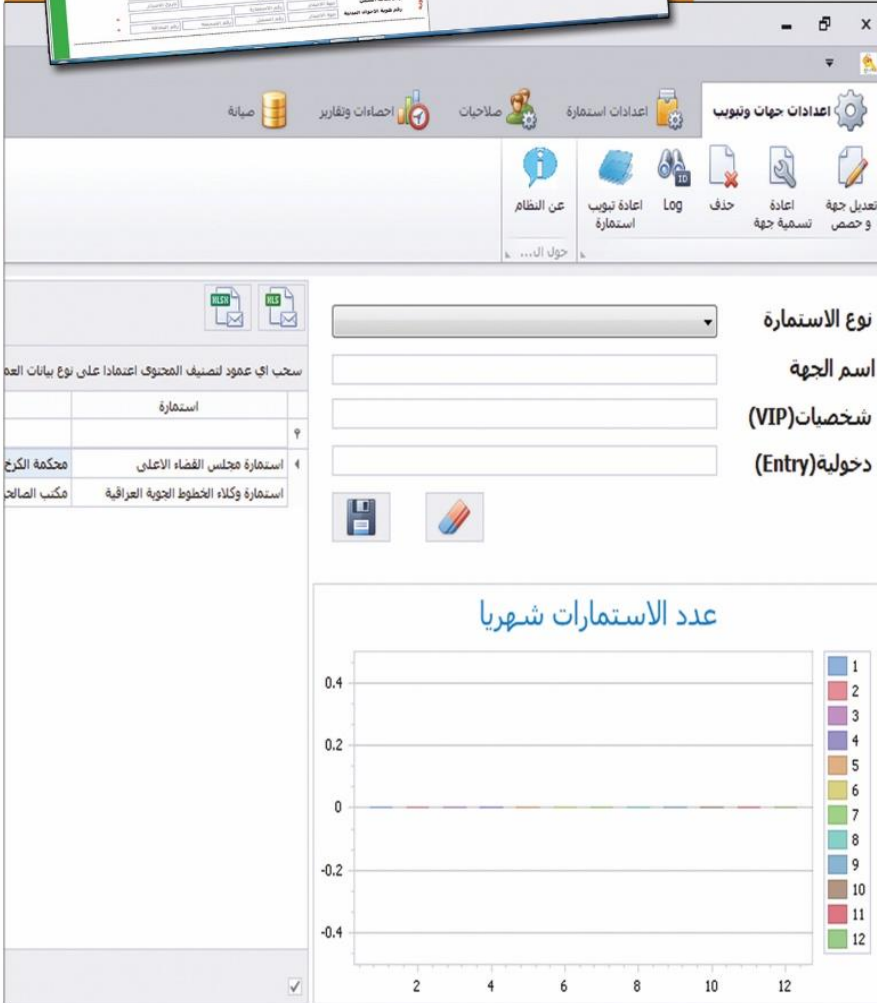 رقم هوية الاحوال المدنية
اعدادات جهات وتبويب
اعدادات استمارة
صلاحيات
احصاءات وتقارير
صيانة
تعديل جهة
و حصص
اعادة
تسمية جهة
حذف
Log
اعادة تبويب
استمارة
عن النظام
حول ال...
نوع الاستمارة
اسم الجهة
شخصيات(VIP)
دخولية(Entry)
XLSX
XLS
سحب اي عمود لتصنيف المحتوى اعتمادا على نوع بيانات
استمارة
استمارة مجلس القضاء الاعلى
محكمة الكرخ
استمارة وكلاء الخطوط الجوية العراقية
مكتب
عدد الاستمارات شهريا
0.4
0.2
0
-0.2
-0.4
2 4 6 8 10 12
1
2
3
4
5
6
7
8
9
10
11
12